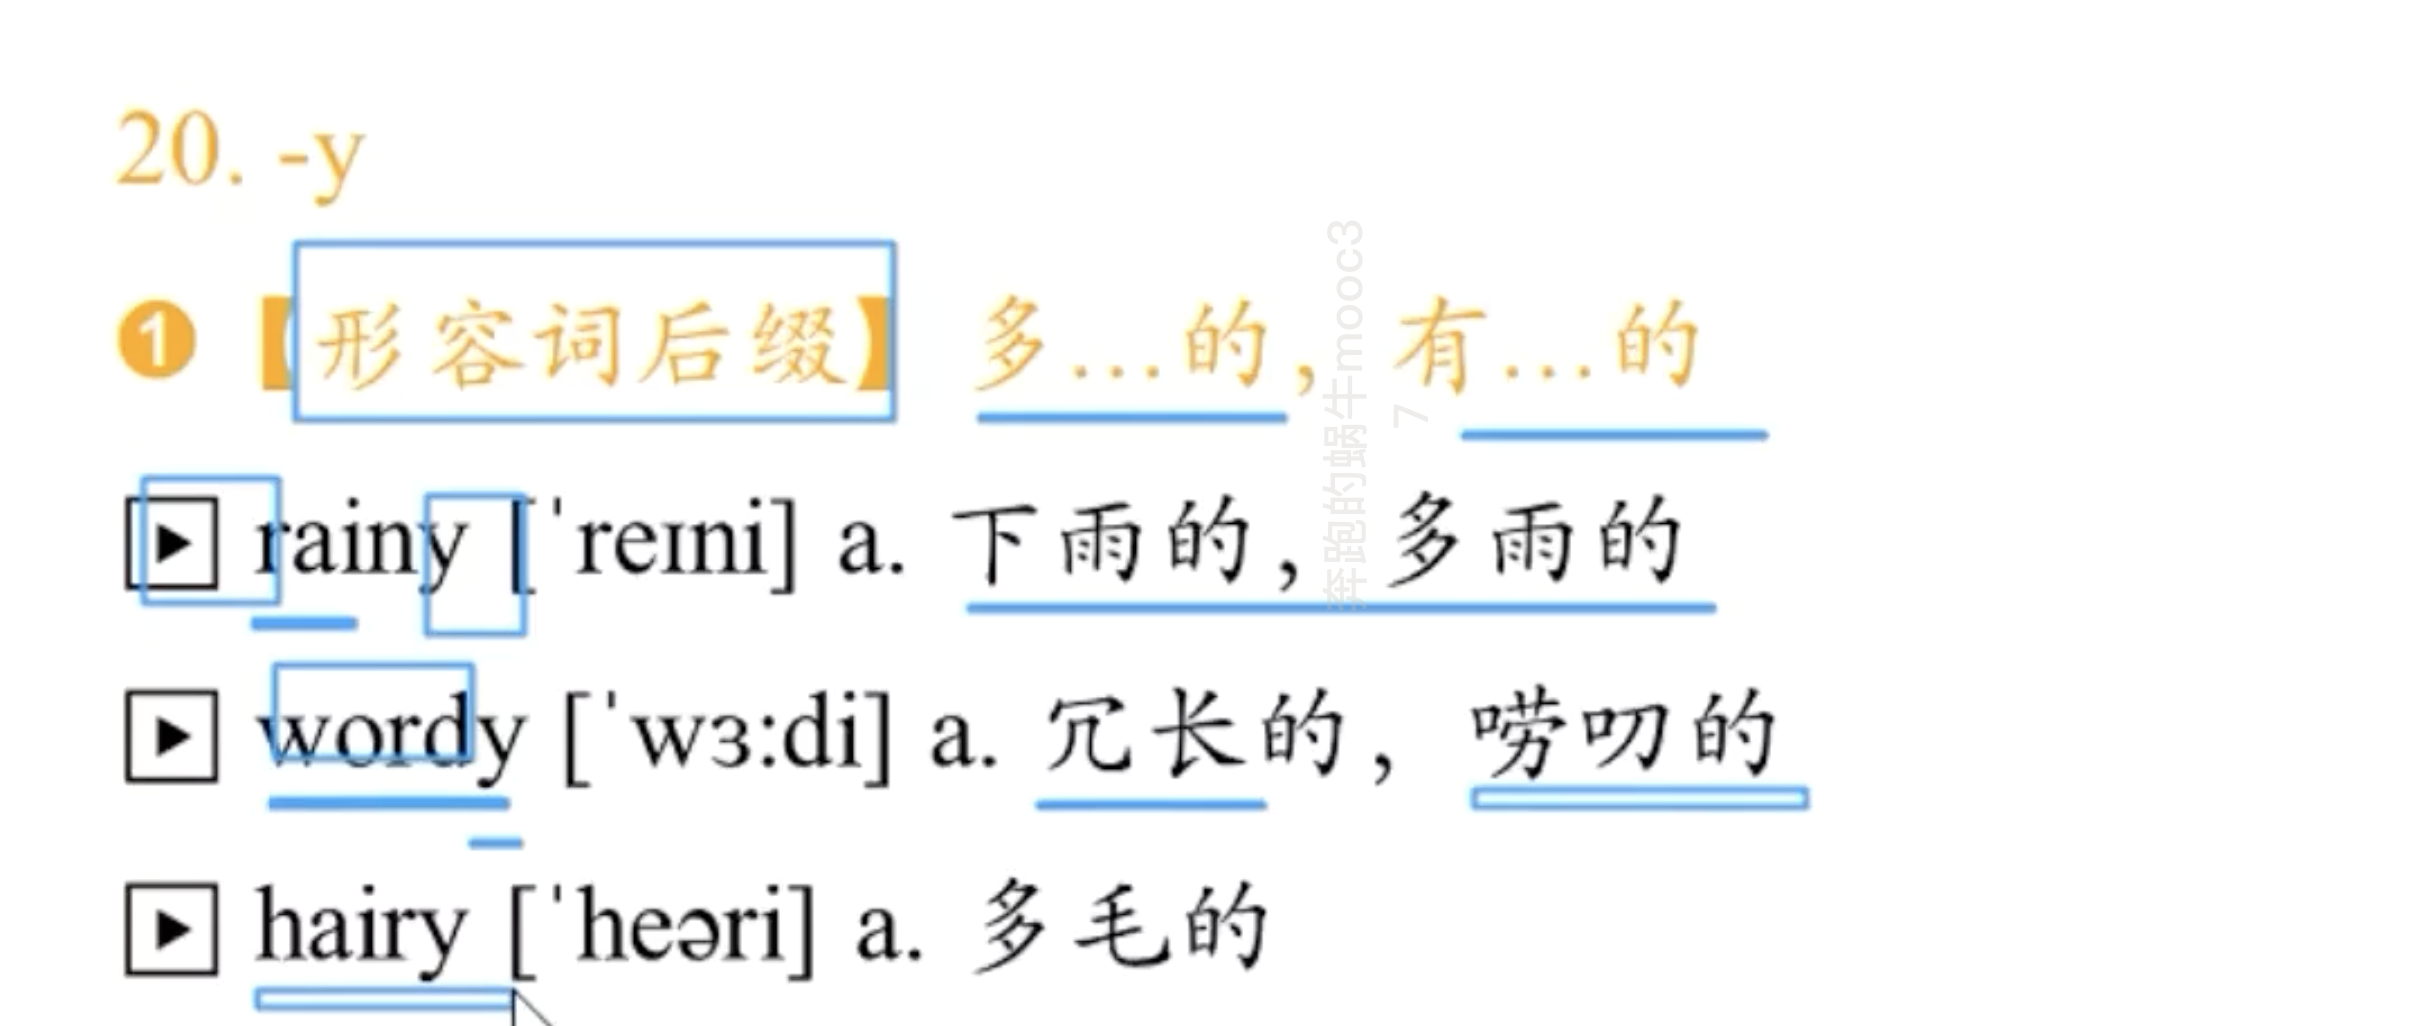 20. -y
❶【形容词后缀】 多…的，有…的
rainy [ˈreɪni] a. 下雨的，多雨的
wordy [ˈwɜ:di] a. 冗长的，唠叨的
hairy [ˈheəri] a. 多毛的
奔跑的蜗牛mooc3
7